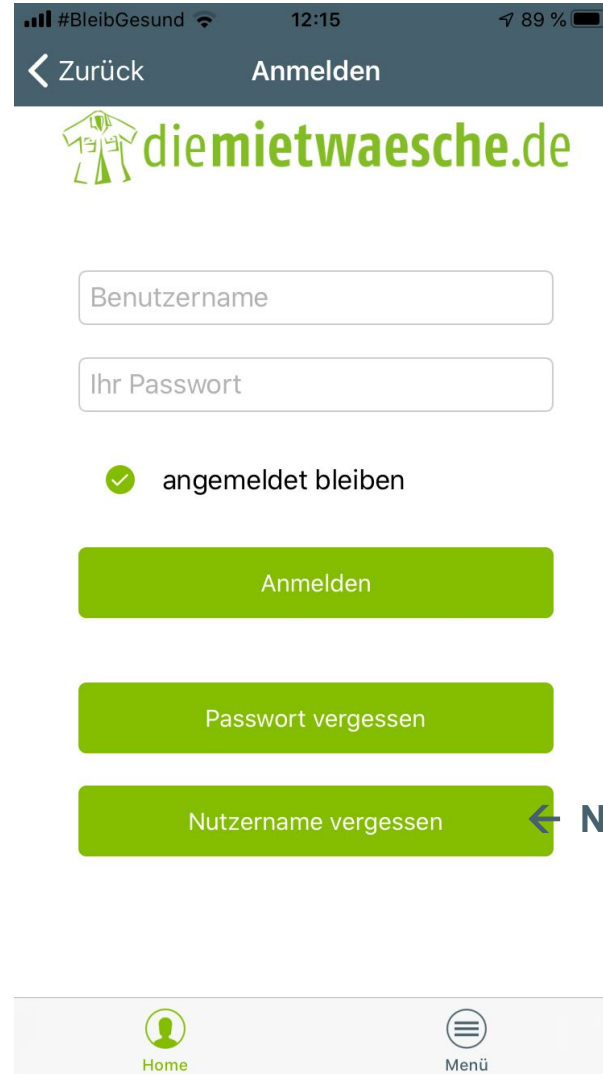 #BleibGesund 12:15 89 %
Zurück Anmelden
diemietwaesche.de
Benutzername
Ihr Passwort
angemeldet bleiben
Anmelden
Passwort vergessen
Nutzername vergessen ← N
Home Menü